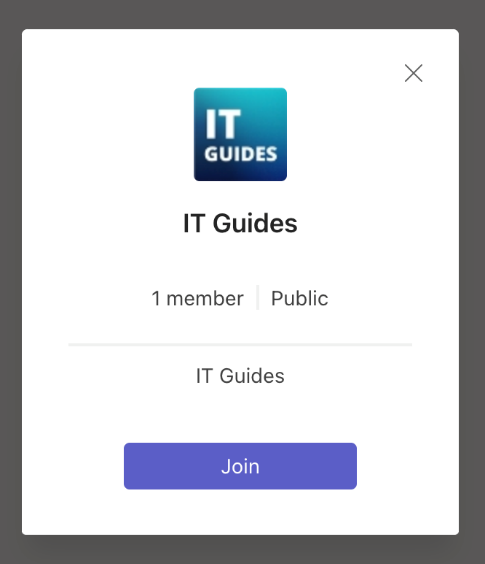 IT
GUIDES
IT Guides
1 member | Public
IT Guides
Join